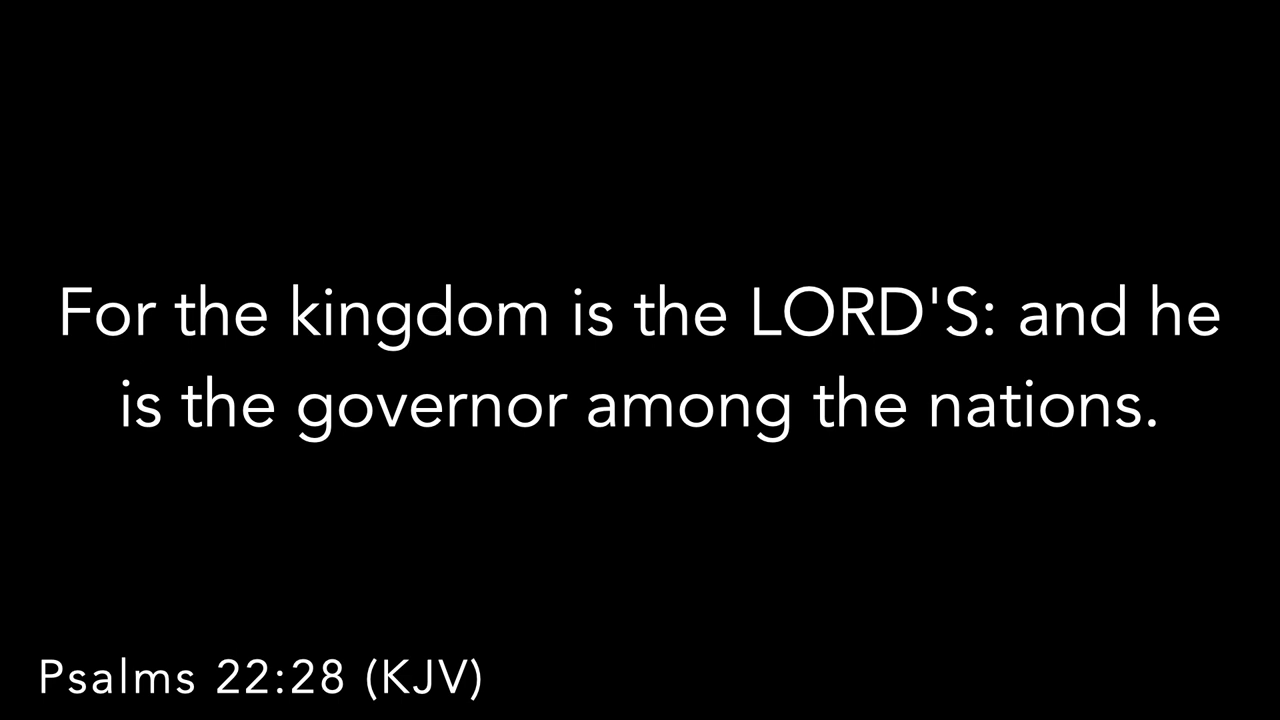 For the kingdom is the LORD'S: and he
is the governor among the nations.
Psalms 22:28 (KJV)